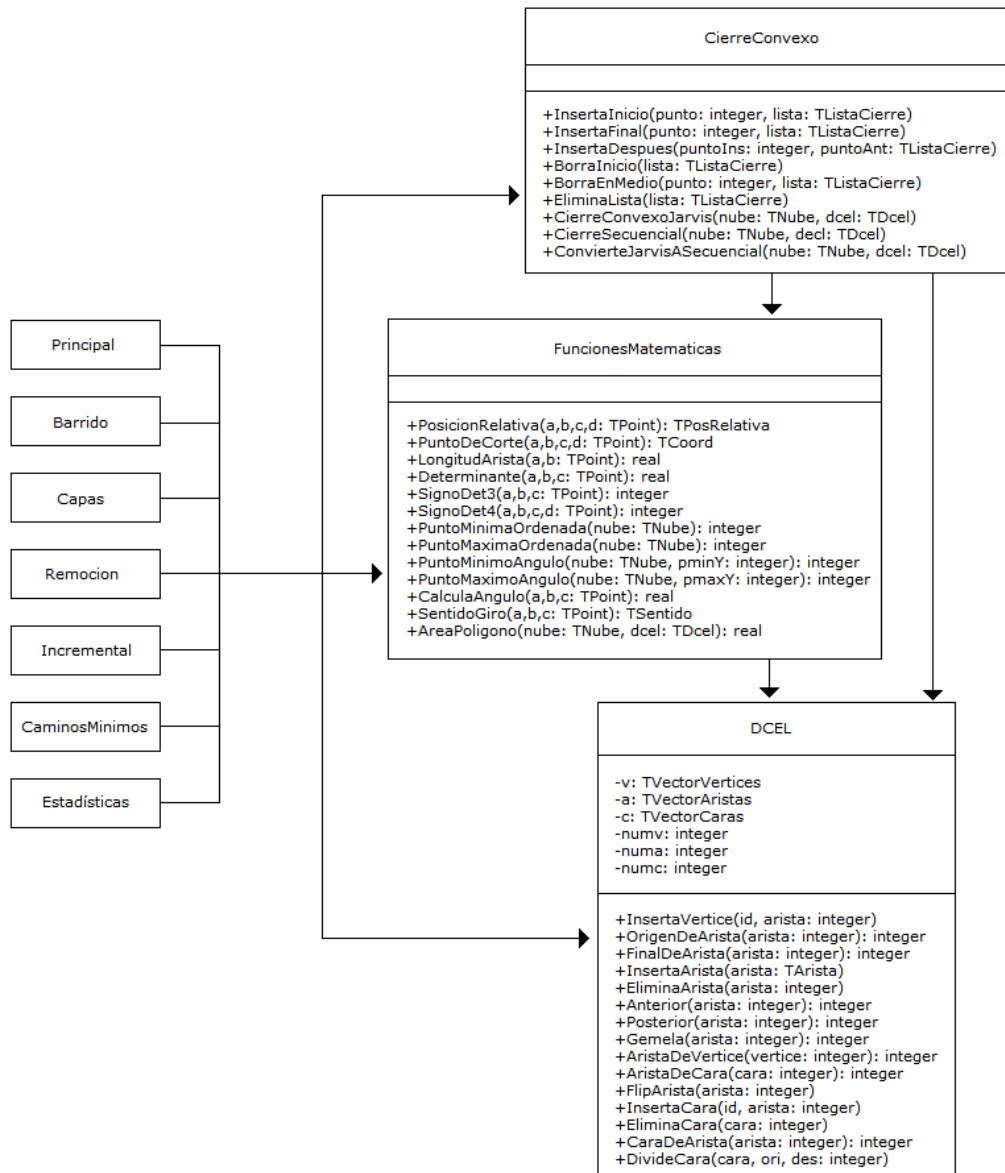 CierreConvexo
+InsertaInicio(punto: integer, lista: TListaCierre)
+InsertaFinal(punto: integer, lista: TListaCierre)
+InsertaDespues(puntoIns: integer, puntoAnt: TListaCierre)
+BorraInicio(lista: TListaCierre)
+BorraEnMedio(punto: integer, lista: TListaCierre)
+EliminaLista(lista: TListaCierre)
+CierreConvexoJarvis(nube: TNube, dcel: TDcel)
+CierreSecuencial(nube: TNube, decl: TDcel)
+ConvierteJarvisASecuencial(nube: TNube, dcel: TDcel)
Principal
Barrido
Capas
Remocion
Incremental
CaminosMinimos
Estadísticas
FuncionesMatematicas
+PosicionRelativa(a,b,c,d: TPoint): TPosRelativa
+PuntoDeCorte(a,b,c,d: TPoint): TCoord
+LongitudArista(a,b: TPoint): real
+Determinante(a,b,c: TPoint): real
+SignoDet3(a,b,c: TPoint): integer
+SignoDet4(a,b,c,d: TPoint): integer
+PuntoMinimaOrdenada(nube: TNube): integer
+PuntoMaximaOrdenada(nube: TNube): integer
+PuntoMinimoAngulo(nube: TNube, pminY: integer): integer
+PuntoMaximoAngulo(nube: TNube, pmaxY: integer): integer
+CalculaAngulo(a,b,c: TPoint): real
+SentidoGiro(a,b,c: TPoint): TSentido
+AreaPoligono(nube: TNube, dcel: TDcel): real
DCEL
-v: TVectorVertices
-a: TVectorAristas
-c: TVectorCaras
-numv: integer
-numa: integer
-numc: integer
+InsertaVertice(id, arista: integer)
+OrigenDeArista(arista: integer): integer
+FinalDeArista(arista: integer): integer
+InsertaArista(arista: TArista)
+EliminaArista(arista: integer)
+Anterior(arista: integer): integer
+Posterior(arista: integer): integer
+Gemela(arista: integer): integer
+AristaDeVertice(vertice: integer): integer
+AristaDeCara(cara: integer): integer
+FlipArista(arista: integer)
+InsertaCara(id, arista: integer)
+EliminaCara(cara: integer)
+CaraDeArista(arista: integer): integer
+DivideCara(cara, ori, des: integer)